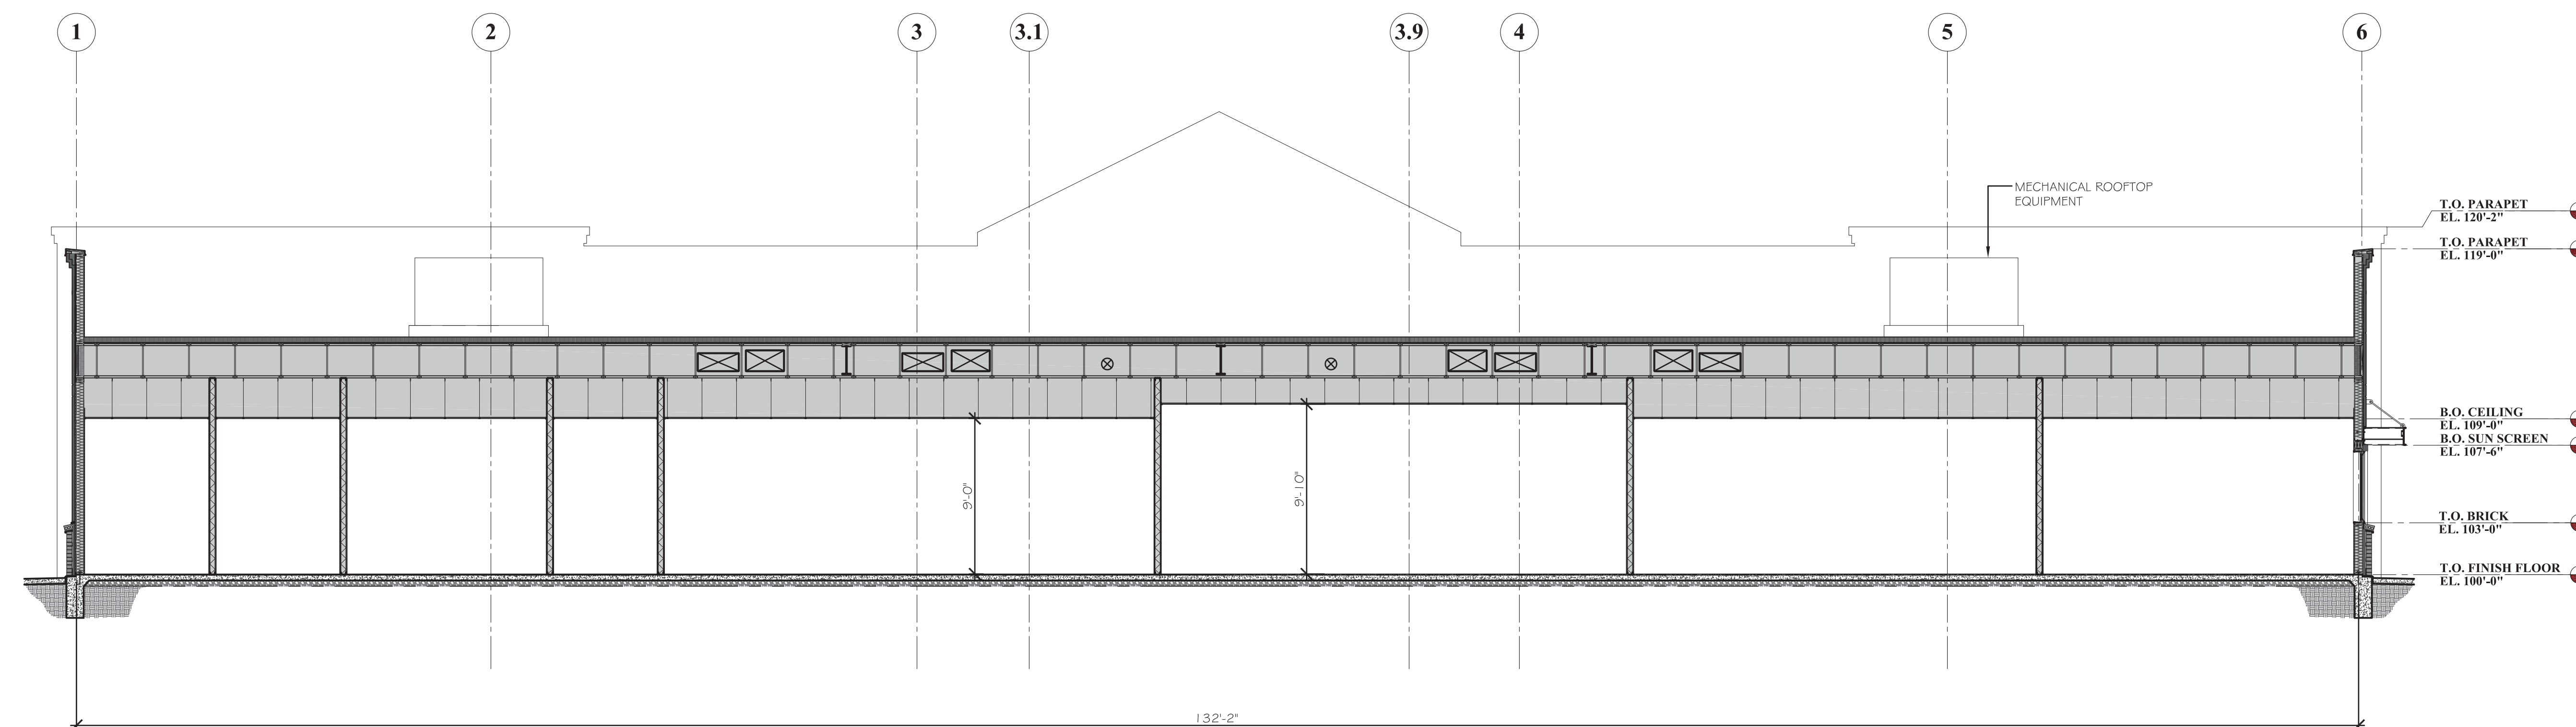 1
2
3
3.1
3.9
4
5
6
MECHANICAL ROOFTOP
EQUIPMENT
T.O. PARAPET
EL. 120'-2"
T.O. PARAPET
EL. 119'-0"
B.O. CEILING
EL. 109'-0"
B.O. SUN SCREEN
EL. 107'-6"
9'-0"
9'-10"
T.O. BRICK
EL. 103'-0"
T.O. FINISH FLOOR
EL. 100'-0"
132'-2"